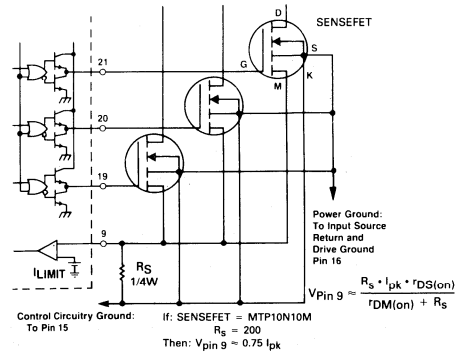 SENSEFET
D
S
G
K
M
21
20
19
9
ILIMIT
RS
1/4W
Power Ground:
To Input Source
Return and
Drive Ground
Pin 16
VPin 9 ≈ RS • Ipk • rDS(on)
rDM(on) + RS
Control Circuitry Ground:
To Pin 15
If: SENSEFET = MTP10N10M
RS = 200
Then: Vpin 9 ≈ 0.75 Ipk